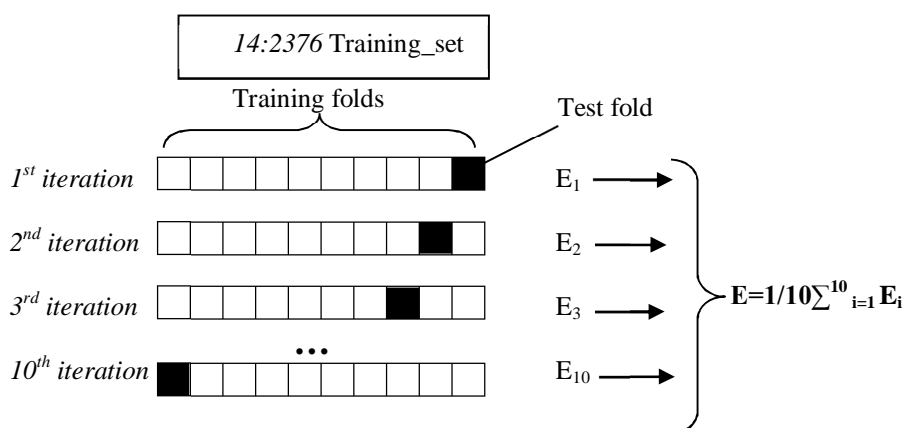 14:2376 Training_set
Training folds
Test fold
1st iteration
E1
2nd iteration
E2
3rd iteration
E3
E=1/10∑10 i=1 Ei
...
10th iteration
E10